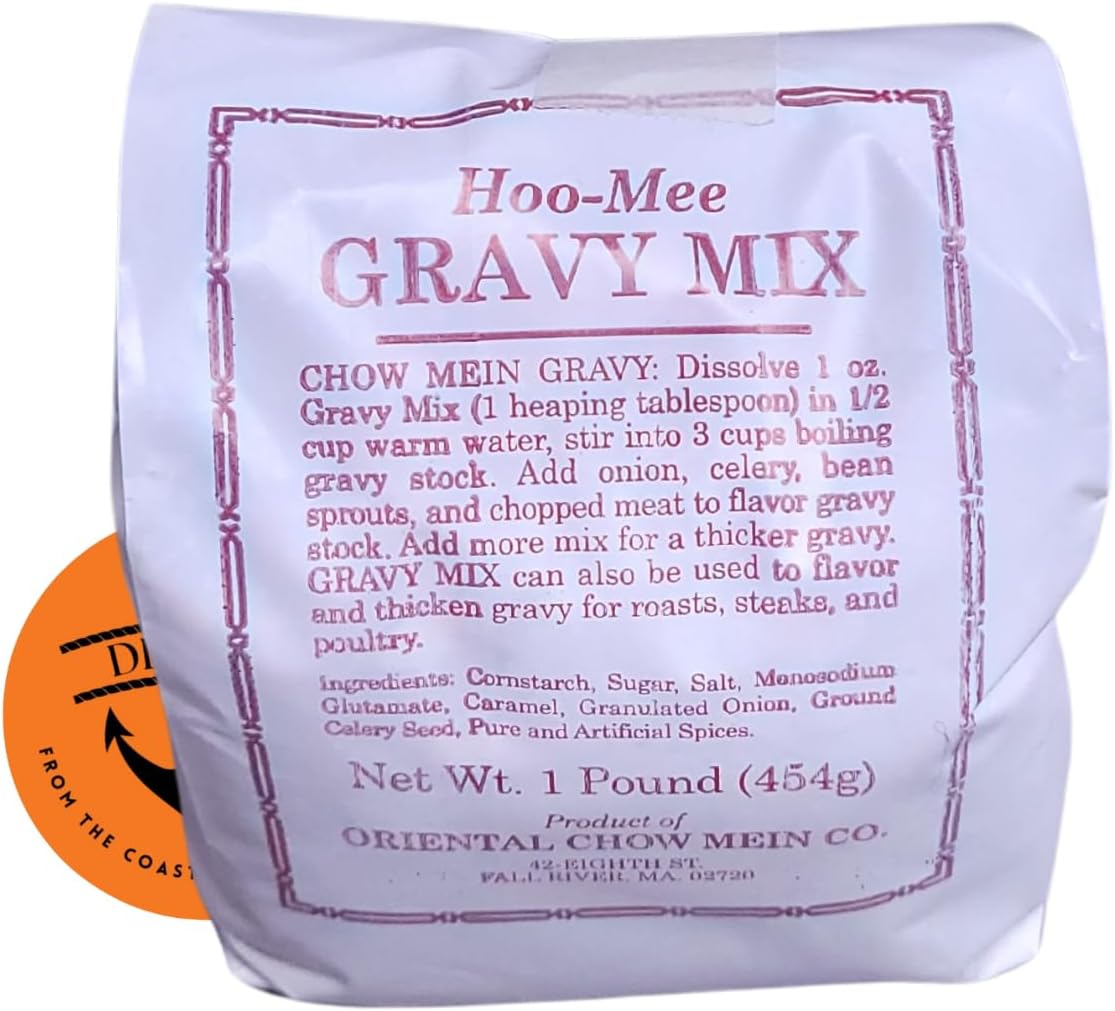 Hoo-Mee
GRAVY MIX
CHOW MEIN GRAVY: Dissolve 1 oz.
Gravy Mix (1 heaping tablespoon) in 1/2
cup warm water, stir into 3 cups boiling
gravy stock. Add onion, celery, bean
sprouts, and chopped meat to flavor gravy
stock. Add more mix for a thicker gravy.
GRAVY MIX can also be used to flavor
and thicken gravy for roasts, steaks, and
poultry.
Ingredients: Cornstarch, Sugar, Salt, Monosodium
Glutamate, Caramel, Granulated Onion, Ground
Celery Seed, Pure and Artificial Spices.
Net Wt. 1 Pound (454g)
Product of
ORIENTAL CHOW MEIN CO.
42-EIGHTH ST.
FALL RIVER, MA. 02720
FROM THE COAST